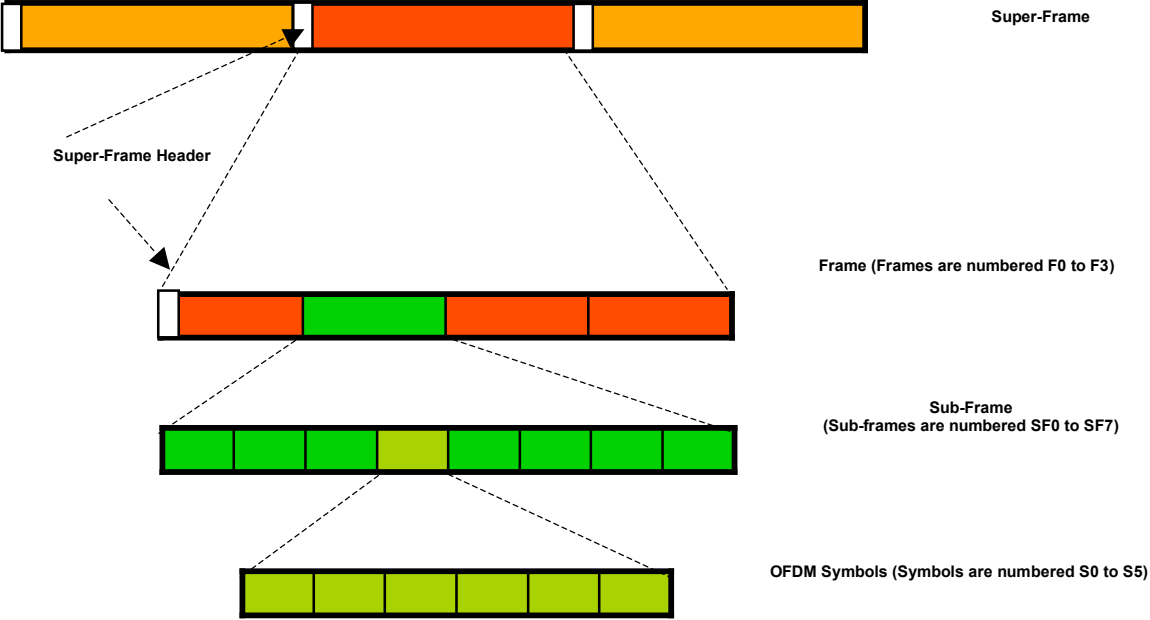 Super-Frame
Super-Frame Header
Frame (Frames are numbered F0 to F3)
Sub-Frame
(Sub-frames are numbered SF0 to SF7)
OFDM Symbols (Symbols are numbered S0 to S5)